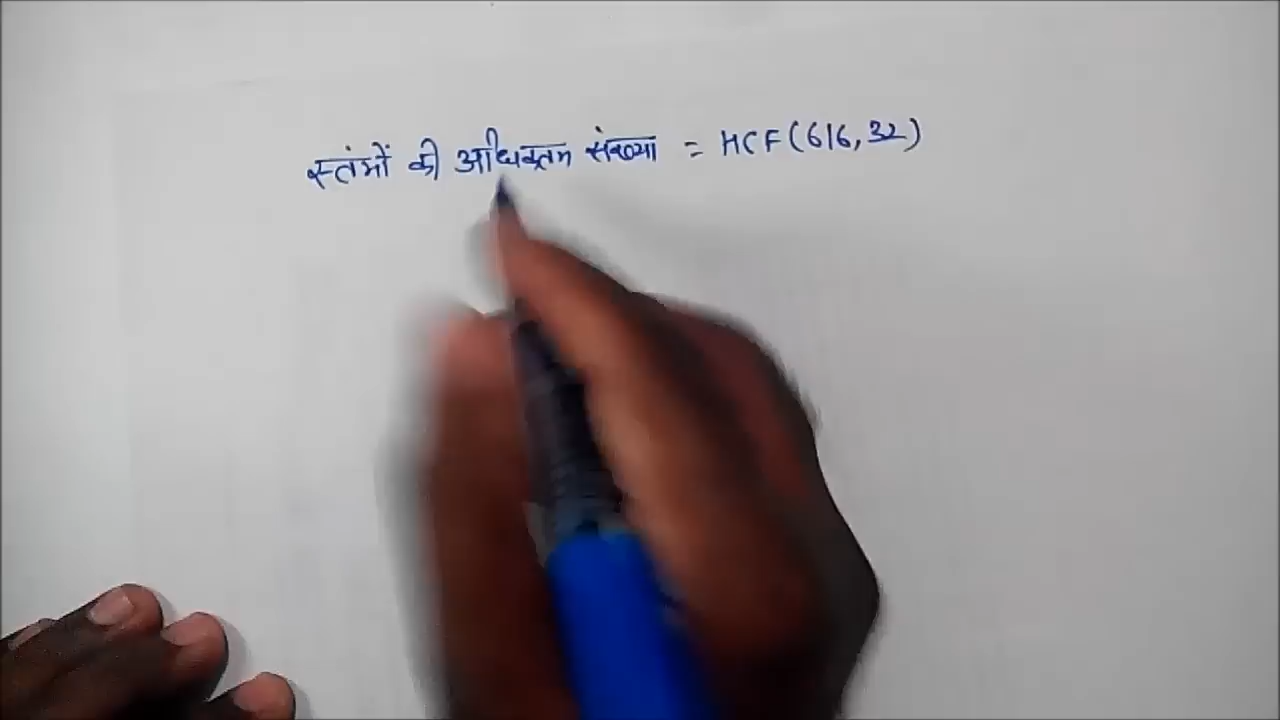 स्तंभों की अधिकतम संख्या = HCF(616,32)